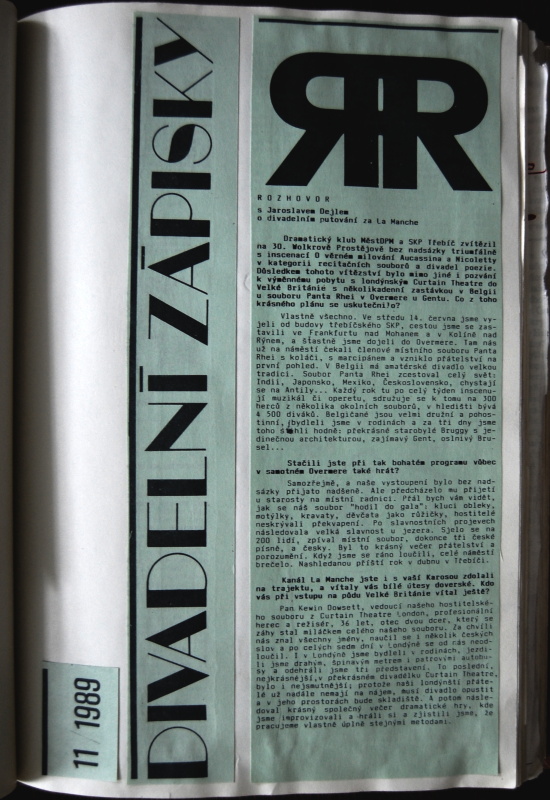 DIVADELNÍ ZÁPISKY
11 / 1989
RR
ROZHOVOR
s Jaroslavem Dejlem
o divadelním putování za La Manche
Dramatický klub MěstDPM a SKP Třebíč zvítězil
na 30. Wolkrově Prostějově bez nadsázky triumfálně
s inscenací O věrném milování Aucassina a Nicoletty
v kategorii recitačních souborů a divadel poezie.
Důsledkem tohoto vítězství bylo mimo jiné i pozvání
k výměnnému pobytu s londýnským Curtain Theatre do
Velké Británie s několikadenní zastávkou v Belgii
u souboru Panta Rhei v Overmere u Gentu. Co z toho
krásného plánu se uskutečnilo?
Vlastně všechno. Ve středu 14. června jsme vy-
jeli od budovy třebíčského SKP, cestou jsme se zas-
tavili ve Frankfurtu nad Mohanem a v Kolíně nad
Rýnem, a šťastně jsme dojeli do Overmere. Tam nás
už na náměstí čekali členové místního souboru Panta
Rhei s koláči, s marcipánem a vzniklo přátelství na
první pohled. V Belgii má amatérské divadlo velkou
tradici. Soubor Panta Rhei zcestoval celý svět:
Indii, Japonsko, Mexiko, Československo, chystají
se na Antily... Každý rok tu po celý týden inscenu-
jí muzikál či operetu, sdružuje se k tomu na 300
herců z několika okolních souborů, v hledišti bývá
4 500 diváků. Belgičané jsou velmi družní a pohos-
tinní, bydleli jsme v rodinách a za tři dny jsme
toho stihli hodně: překrásné starobylé Bruggy s je-
dinečnou architekturou, zajímavý Gent, oslnivý Bru-
sel...
Stačili jste při tak bohatém programu vůbec
v samotném Overmere také hrát?
Samozřejmě, a naše vystoupení bylo bez nad-
sázky přijato nadšeně. Ale předcházelo mu přijetí
u starosty na místní radnici. Přál bych vám vidět,
jak se náš soubor "hodil do gala": kluci obleky,
motýlky, kravaty, děvčata jako růžičky, hostitelé
neskrývali překvapení. Po slavnostních projevech
následovala velká slavnost u jezera. Sjelo se na
200 lidí, zpíval místní soubor, dokonce tři české
písně, a česky. Byl to krásný večer přátelství a
porozumění. Když jsme se ráno loučili, celé náměstí
brečelo. Nashledanou příští rok v dubnu v Třebíči.
Kanál La Manche jste i s vaší Karosou zdolali
na trajektu, a vítaly vás bílé útesy doverské. Kdo
vás při vstupu na půdu Velké Británie vítal ještě?
Pan Kewin Dowsett, vedoucí našeho hostitelské-
ho souboru z Curtain Theatre London, profesionální
herec a režisér, 36 let, otec dvou dcer, který se
záhy stal miláčkem celého našeho souboru. Za chvíli
nás znal všechny jmény, naučil se i několik českých
slov a po celých sedm dní v Londýně se od nás neod-
loučil. I v Londýně jsme bydleli v rodinách, jezdi-
li jsme drahým, špinavým metrem i patrovými autobu-
sy a odehráli jsme tři představení. To poslední,
nejkrásnější, v překrásném divadélku Curtain Theatre,
bylo i nejsmutnější; protože naši londýnští přáte-
lé už nadále nemají na nájem, musí divadlo opustit
a v jeho prostorách bude skladiště. A potom násle-
doval krásný společný večer dramatické hry, kde
jsme improvizovali a hráli si a zjistili jsme, že
pracujeme vlastně úplně stejnými metodami.